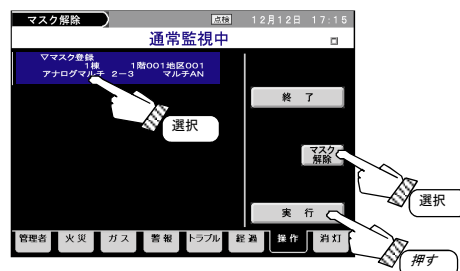 マスク解除
点検
12月12日 17:15
通常監視中
▽マスク登録
1棟 1階001地区001
アナログマルチ 2-3 マルチAN
選択
終 了
マスク
解除
選択
実 行
押す
管理者 火 災 ガ ス 警 報 トラブル 経 過 操 作 消 灯